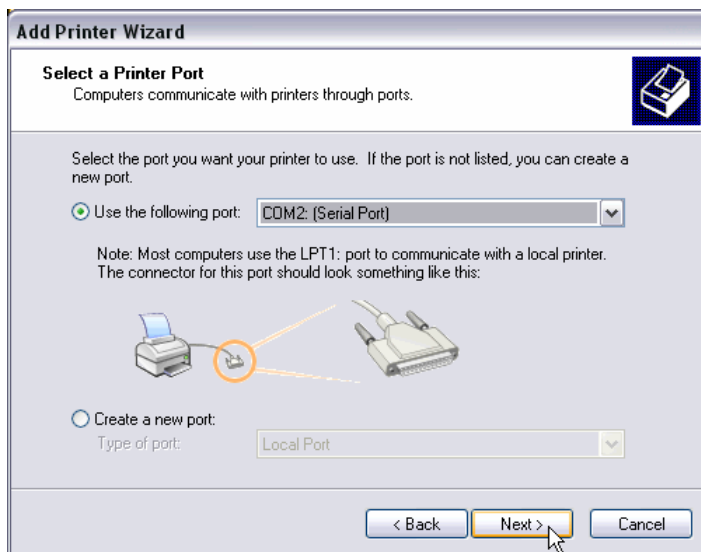 Add Printer Wizard
Select a Printer Port
Computers communicate with printers through ports.
Select the port you want your printer to use.  If the port is not listed, you can create a
new port.
Use the following port:
COM2: (Serial Port)
Note: Most computers use the LPT1: port to communicate with a local printer.
The connector for this port should look something like this:
Create a new port:
Type of port:
Local Port
< Back
Next >
Cancel